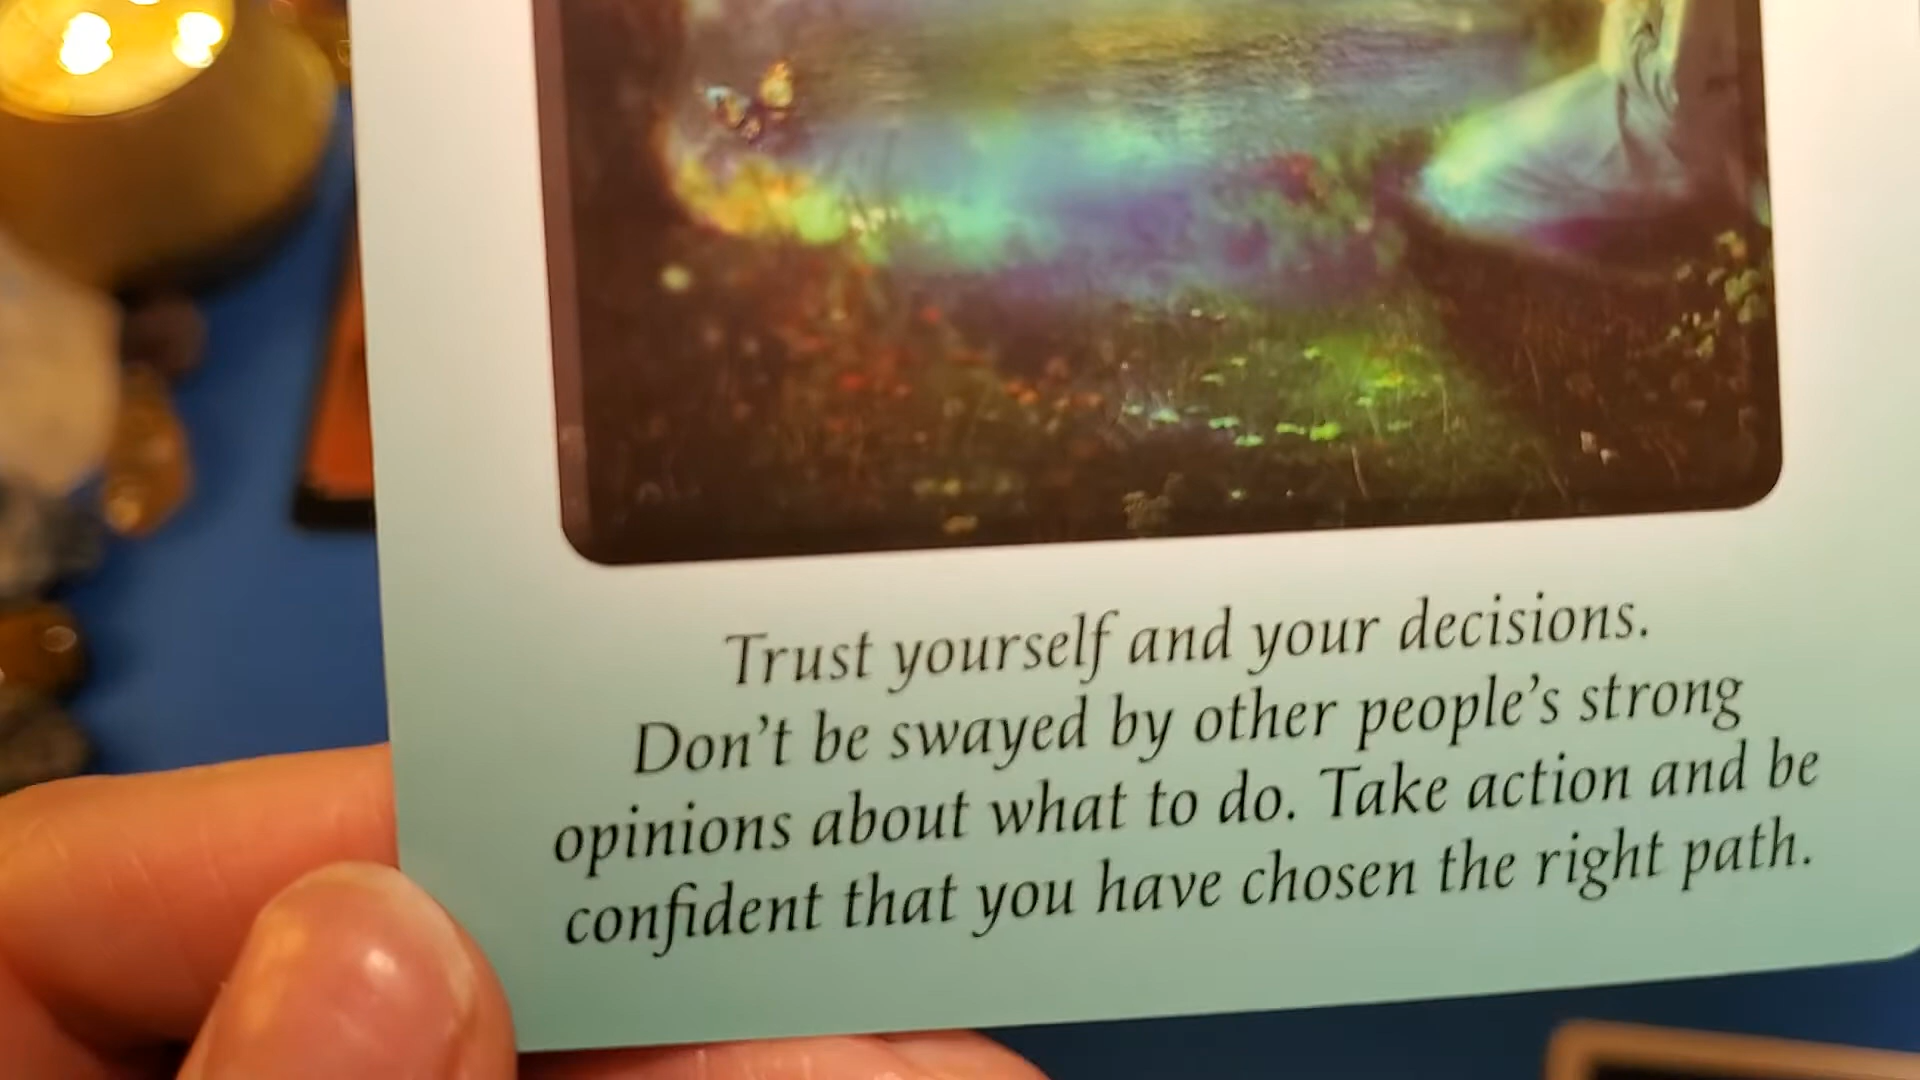 Trust yourself and your decisions.
Don't be swayed by other people's strong
opinions about what to do. Take action and be
confident that you have chosen the right path.